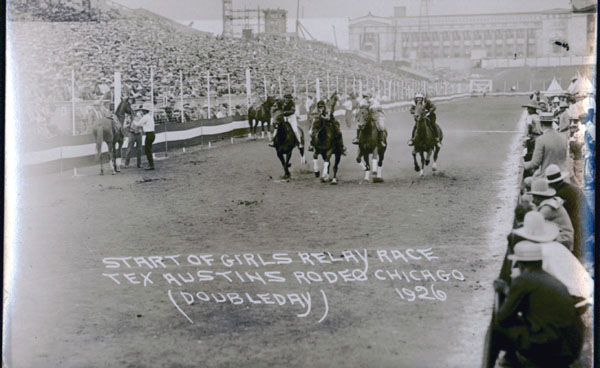 START OF GIRLS RELAY RACE
TEX AUSTINS RODEO CHICAGO
(DOUBLEDAY) 1926